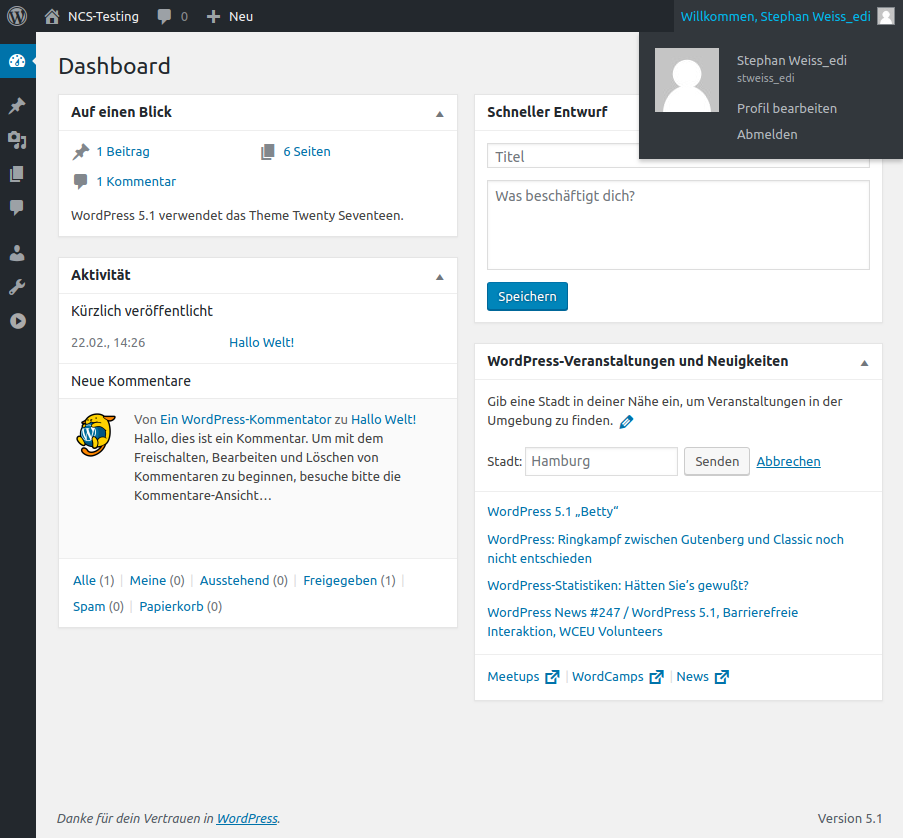 NCS-Testing 0 Neu Willkommen, Stephan Weiss_edi
Stephan Weiss_edi
stweiss_edi
Profil bearbeiten
Abmelden
Dashboard
Auf einen Blick
1 Beitrag 6 Seiten
1 Kommentar
WordPress 5.1 verwendet das Theme Twenty Seventeen.
Aktivität
Kürzlich veröffentlicht
22.02., 14:26 Hallo Welt!
Neue Kommentare
Von Ein WordPress-Kommentator zu Hallo Welt!
Hallo, dies ist ein Kommentar. Um mit dem
Freischalten, Bearbeiten und Löschen von
Kommentaren zu beginnen, besuche bitte die
Kommentare-Ansicht…
Alle (1) | Meine (0) | Ausstehend (0) | Freigegeben (1) |
Spam (0) | Papierkorb (0)
Schneller Entwurf
Titel
Was beschäftigt dich?
Speichern
WordPress-Veranstaltungen und Neuigkeiten
Gib eine Stadt in deiner Nähe ein, um Veranstaltungen in der
Umgebung zu finden.
Stadt: Hamburg Senden Abbrechen
WordPress 5.1 „Betty“
WordPress: Ringkampf zwischen Gutenberg und Classic noch
nicht entschieden
WordPress-Statistiken: Hätten Sie’s gewußt?
WordPress News #247 / WordPress 5.1, Barrierefreie
Interaktion, WCEU Volunteers
Meetups | WordCamps | News
Danke für dein Vertrauen in WordPress. Version 5.1